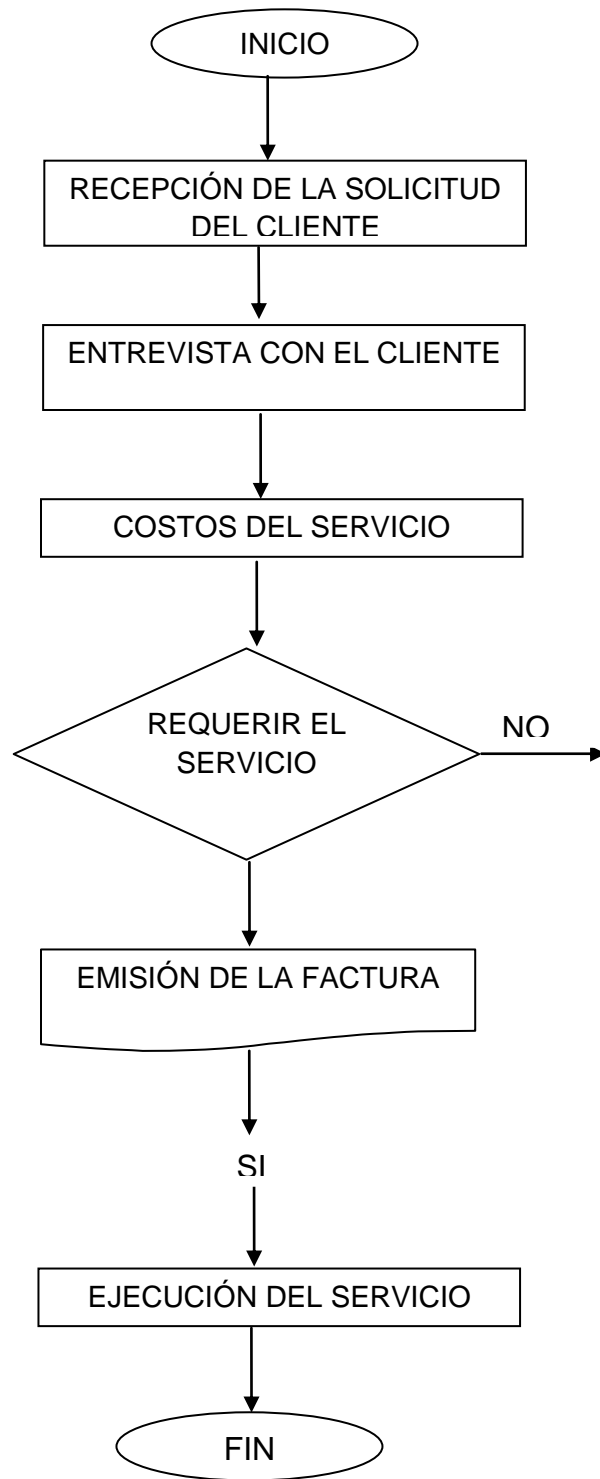 INICIO
RECEPCIÓN DE LA SOLICITUD
DEL CLIENTE
ENTREVISTA CON EL CLIENTE
COSTOS DEL SERVICIO
REQUERIR EL
SERVICIO
NO
EMISIÓN DE LA FACTURA
SI
EJECUCIÓN DEL SERVICIO
FIN